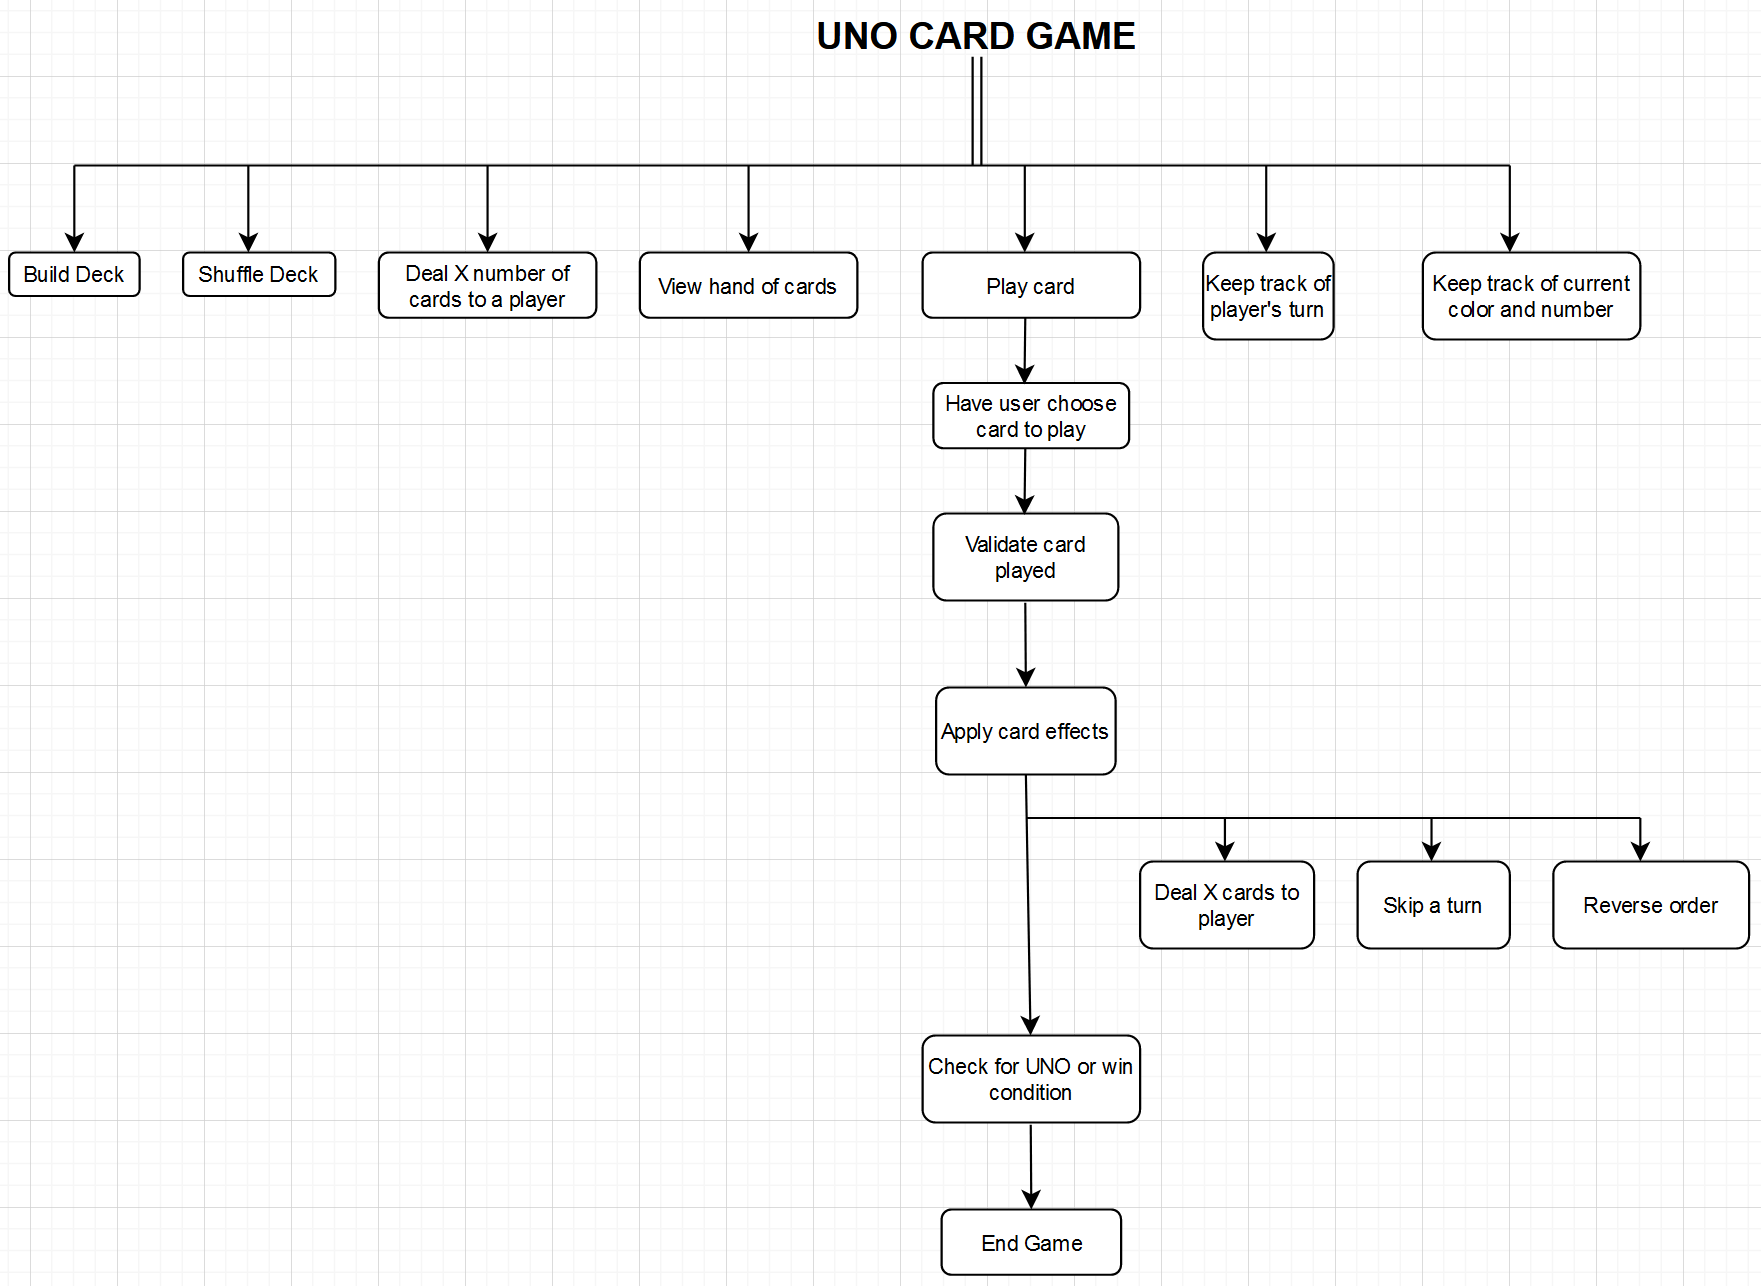 UNO CARD GAME
Build Deck
Shuffle Deck
Deal X number of
cards to a player
View hand of cards
Play card
Keep track of
player's turn
Keep track of current
color and number
Have user choose
card to play
Validate card
played
Apply card effects
Deal X cards to
player
Skip a turn
Reverse order
Check for UNO or win
condition
End Game